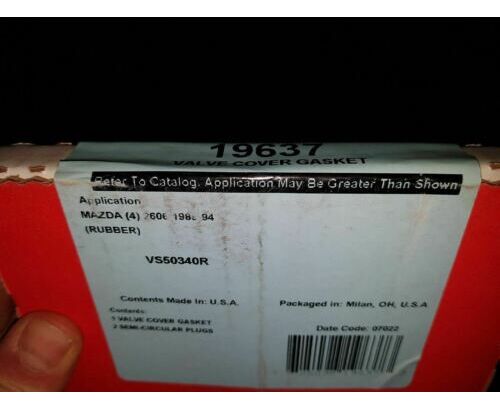 19637
VALVE COVER GASKET
Refer To Catalog. Application May Be Greater Than Shown
Application
MAZDA (4) 2606 1988 94
(RUBBER)
VS50340R
Contents Made In: U.S.A.
Packaged in: Milan, OH, U.S.A
Contents:
1 VALVE COVER GASKET
2 SEMI-CIRCULAR PLUGS
Date Code: 07022